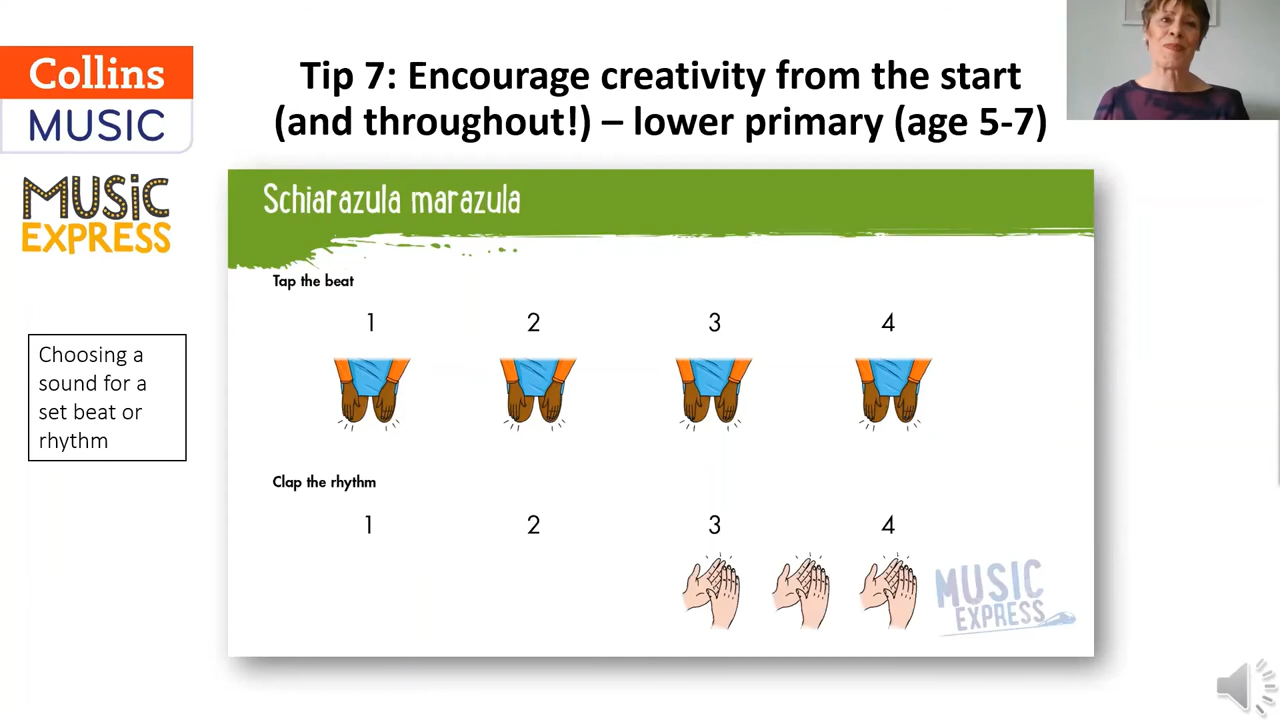 Collins
MUSIC
MUSiC
EXPRESS
Tip 7: Encourage creativity from the start
(and throughout!) – lower primary (age 5-7)
Schiarazula marazula
Tap the beat
1 2 3 4
Clap the rhythm
1 2 3 4
MUSIC
EXPRESS
Choosing a
sound for a
set beat or
rhythm